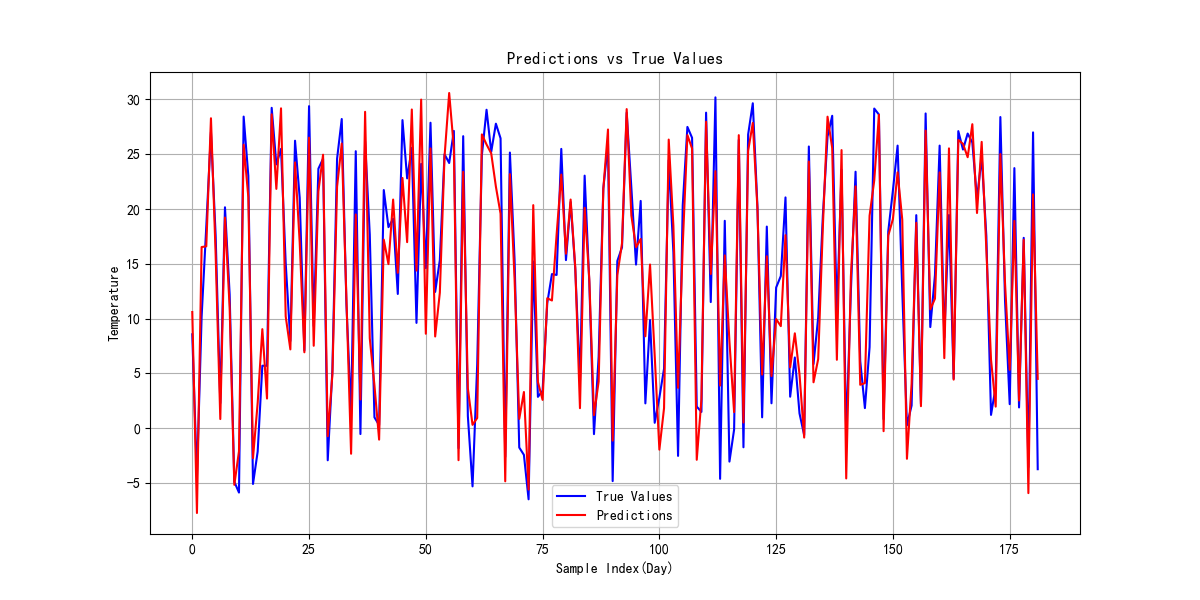 Predictions vs True Values
30
25
20
15
10
5
0
−5
Temperature
0 25 50 75 100 125 150 175
Sample Index(Day)
True Values
Predictions